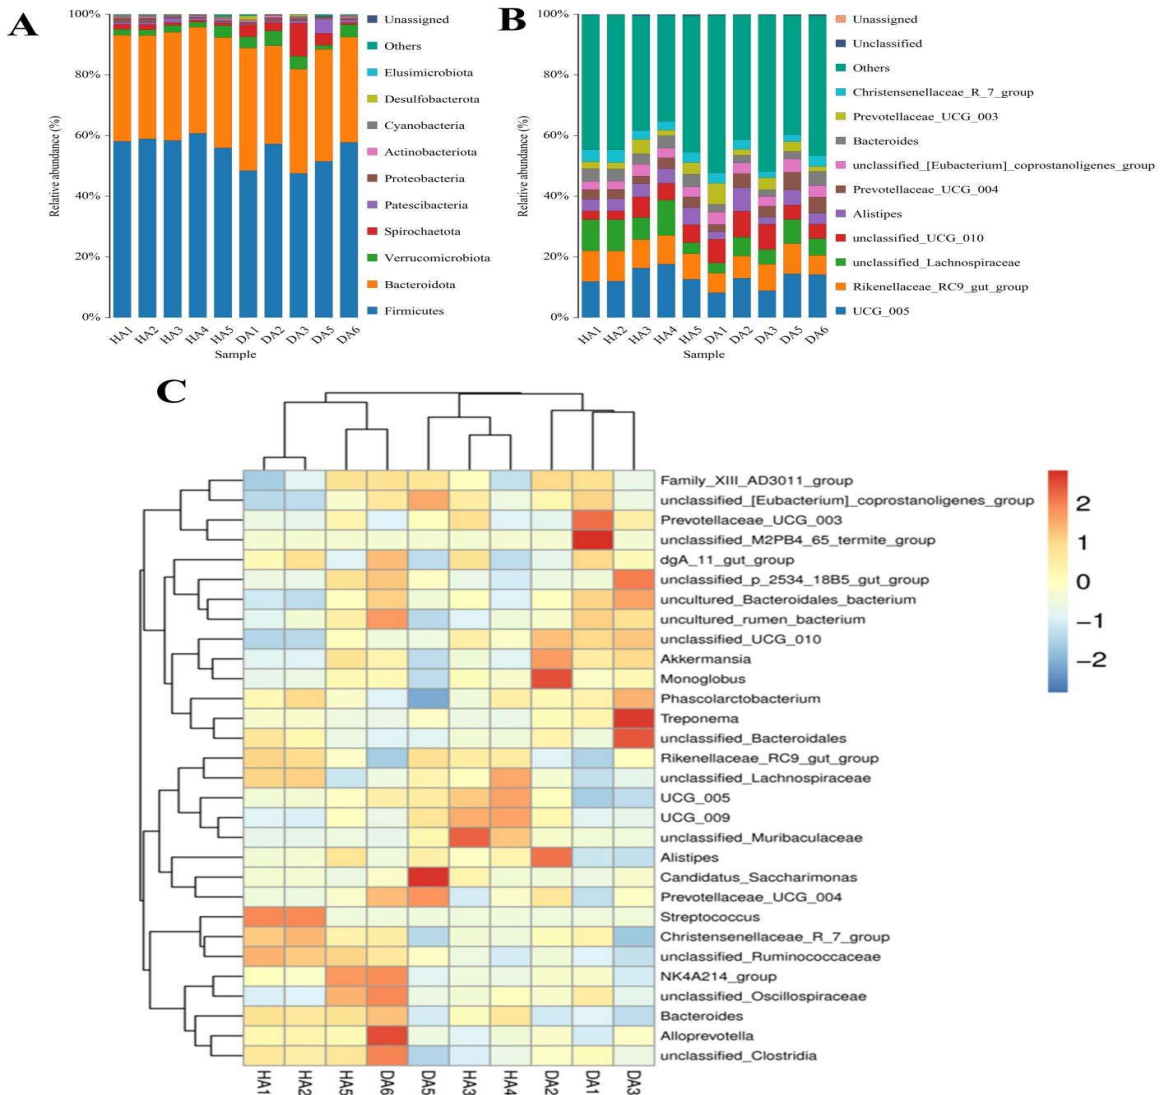 A
100%
80%
60%
40%
20%
0%
Relative abundance (%)
HA1
HA2
HA3
HA4
HA5
DA1
DA2
DA3
DA5
DA6
Sample
Unassigned
Others
Elusimicrobiota
Desulfobacterota
Cyanobacteria
Actinobacteriota
Proteobacteria
Patescibacteria
Spirochaetota
Verrucomicrobiota
Bacteroidota
Firmicutes
B
100%
80%
60%
40%
20%
0%
Relative abundance (%)
HA1
HA2
HA3
HA4
HA5
DA1
DA2
DA3
DA5
DA6
Sample
Unassigned
Unclassified
Others
Christensenellaceae_R_7_group
Prevotellaceae_UCG_003
Bacteroides
unclassified_[Eubacterium]_coprostanoligenes_group
Prevotellaceae_UCG_004
Alistipes
unclassified_UCG_010
unclassified_Lachnospiraceae
Rikenellaceae_RC9_gut_group
UCG_005
C
Family_XIII_AD3011_group
unclassified_[Eubacterium]_coprostanoligenes_group
Prevotellaceae_UCG_003
unclassified_M2PB4_65_termite_group
dgA_11_gut_group
unclassified_p_2534_18B5_gut_group
uncultured_Bacteroidales_bacterium
uncultured_rumen_bacterium
unclassified_UCG_010
Akkermansia
Monoglobus
Phascolarctobacterium
Treponema
unclassified_Bacteroidales
Rikenellaceae_RC9_gut_group
unclassified_Lachnospiraceae
UCG_005
UCG_009
unclassified_Muribaculaceae
Alistipes
Candidatus_Saccharimonas
Prevotellaceae_UCG_004
Streptococcus
Christensenellaceae_R_7_group
unclassified_Ruminococcaceae
NK4A214_group
unclassified_Oscillospiraceae
Bacteroides
Alloprevotella
unclassified_Clostridia
HA1
HA2
HA5
DA6
DA5
HA3
HA4
DA2
DA1
DA3
2
1
0
−1
−2